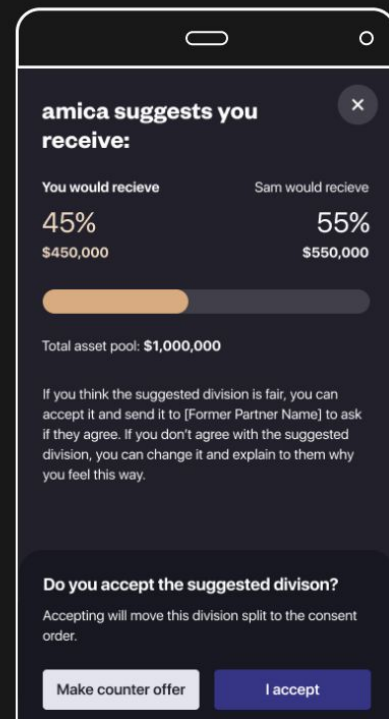 amica suggests you
receive:
You would recieve
Sam would recieve
45%
55%
$450,000
$550,000
Total asset pool: $1,000,000
If you think the suggested division is fair, you can
accept it and send it to [Former Partner Name] to ask
if they agree. If you don't agree with the suggested
division, you can change it and explain to them why
you feel this way.
Do you accept the suggested divison?
Accepting will move this division split to the consent
order.
Make counter offer
I accept